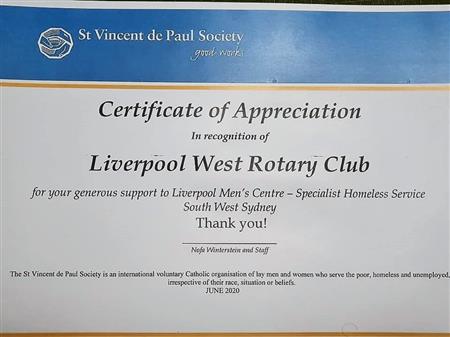 St Vincent de Paul Society
good works
Certificate of Appreciation
In recognition of
Liverpool West Rotary Club
for your generous support to Liverpool Men's Centre – Specialist Homeless Service
South West Sydney
Thank you!
Nafa Winterstein and Staff
The St Vincent de Paul Society is an international voluntary Catholic organisation of lay men and women who serve the poor, homeless and unemployed,
irrespective of their race, situation or beliefs.
JUNE 2020